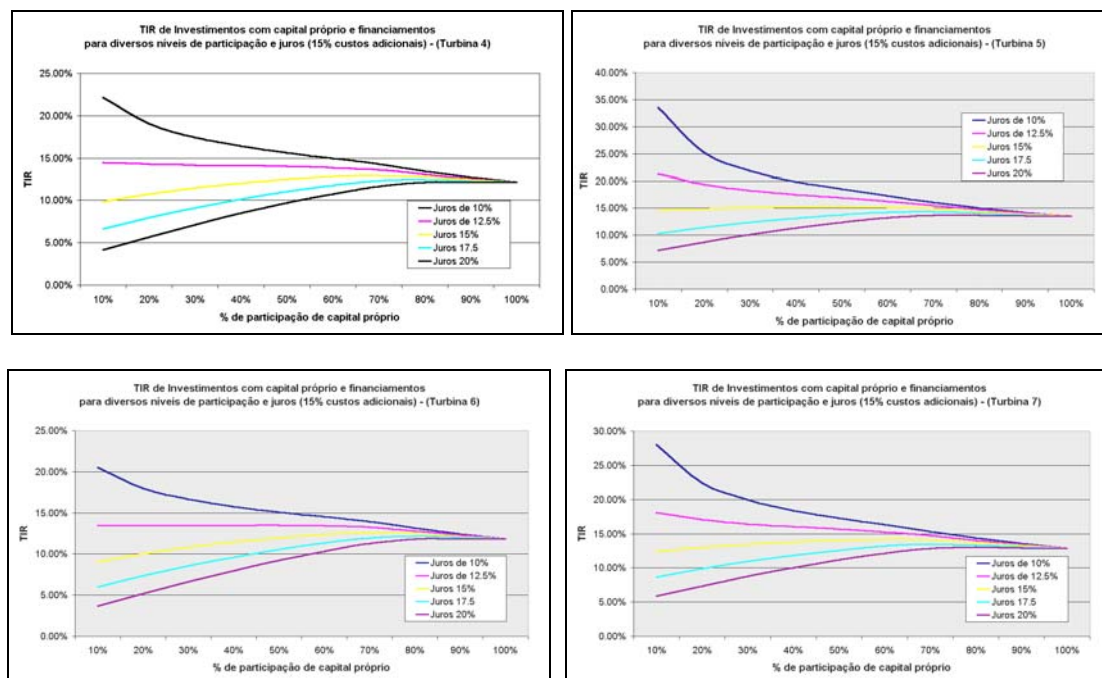 TIR de Investimentos com capital próprio e financiamentos
para diversos níveis de participação e juros (15% custos adicionais) - (Turbina 4)
25.00%
20.00%
15.00%
10.00%
5.00%
0.00%
TIR
Juros de 10%
Juros de 12.5%
Juros 15%
Juros 17.5
Juros 20%
10% 20% 30% 40% 50% 60% 70% 80% 90% 100%
% de participação de capital próprio
TIR de Investimentos com capital próprio e financiamentos
para diversos níveis de participação e juros (15% custos adicionais) - (Turbina 5)
40.00%
35.00%
30.00%
25.00%
20.00%
15.00%
10.00%
5.00%
0.00%
TIR
Juros de 10%
Juros de 12.5%
Juros 15%
Juros 17.5
Juros 20%
10% 20% 30% 40% 50% 60% 70% 80% 90% 100%
% de participação de capital próprio
TIR de Investimentos com capital próprio e financiamentos
para diversos níveis de participação e juros (15% custos adicionais) - (Turbina 6)
25.00%
20.00%
15.00%
10.00%
5.00%
0.00%
TIR
Juros de 10%
Juros de 12.5%
Juros 15%
Juros 17.5
Juros 20%
10% 20% 30% 40% 50% 60% 70% 80% 90% 100%
% de participação de capital próprio
TIR de Investimentos com capital próprio e financiamentos
para diversos níveis de participação e juros (15% custos adicionais) - (Turbina 7)
30.00%
25.00%
20.00%
15.00%
10.00%
5.00%
0.00%
TIR
Juros de 10%
Juros de 12.5%
Juros 15%
Juros 17.5
Juros 20%
10% 20% 30% 40% 50% 60% 70% 80% 90% 100%
% de participação de capital próprio